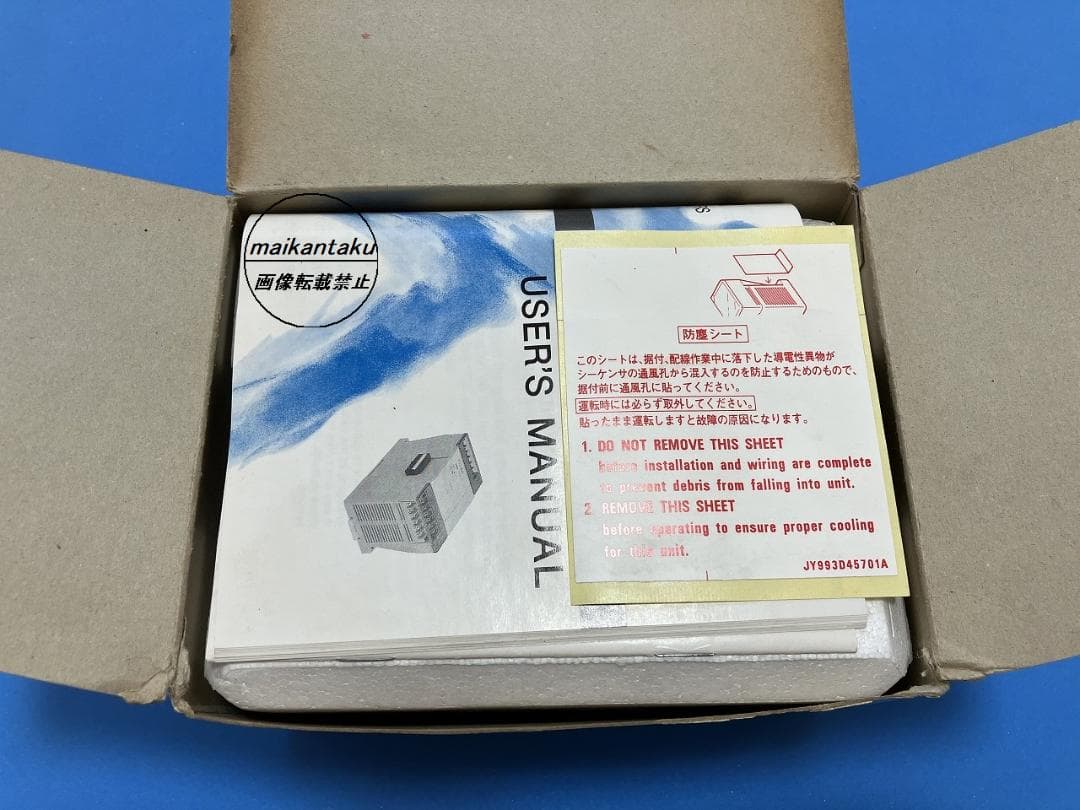 maikantaku
画像転載禁止
USER'S MANUAL
防塵シート
このシートは、据付、配線作業中に落下した導電性異物が
シーケンサの通風孔から混入するのを防止するためのもので、
据付前に通風孔に貼ってください。
運転時には必らず取外してください。
貼ったまま運転しますと故障の原因になります。
1. DO NOT REMOVE THIS SHEET
before installation and wiring are complete
to prevent debris from falling into unit.
2. REMOVE THIS SHEET
before operating to ensure proper cooling
for this unit.
JY993D45701A